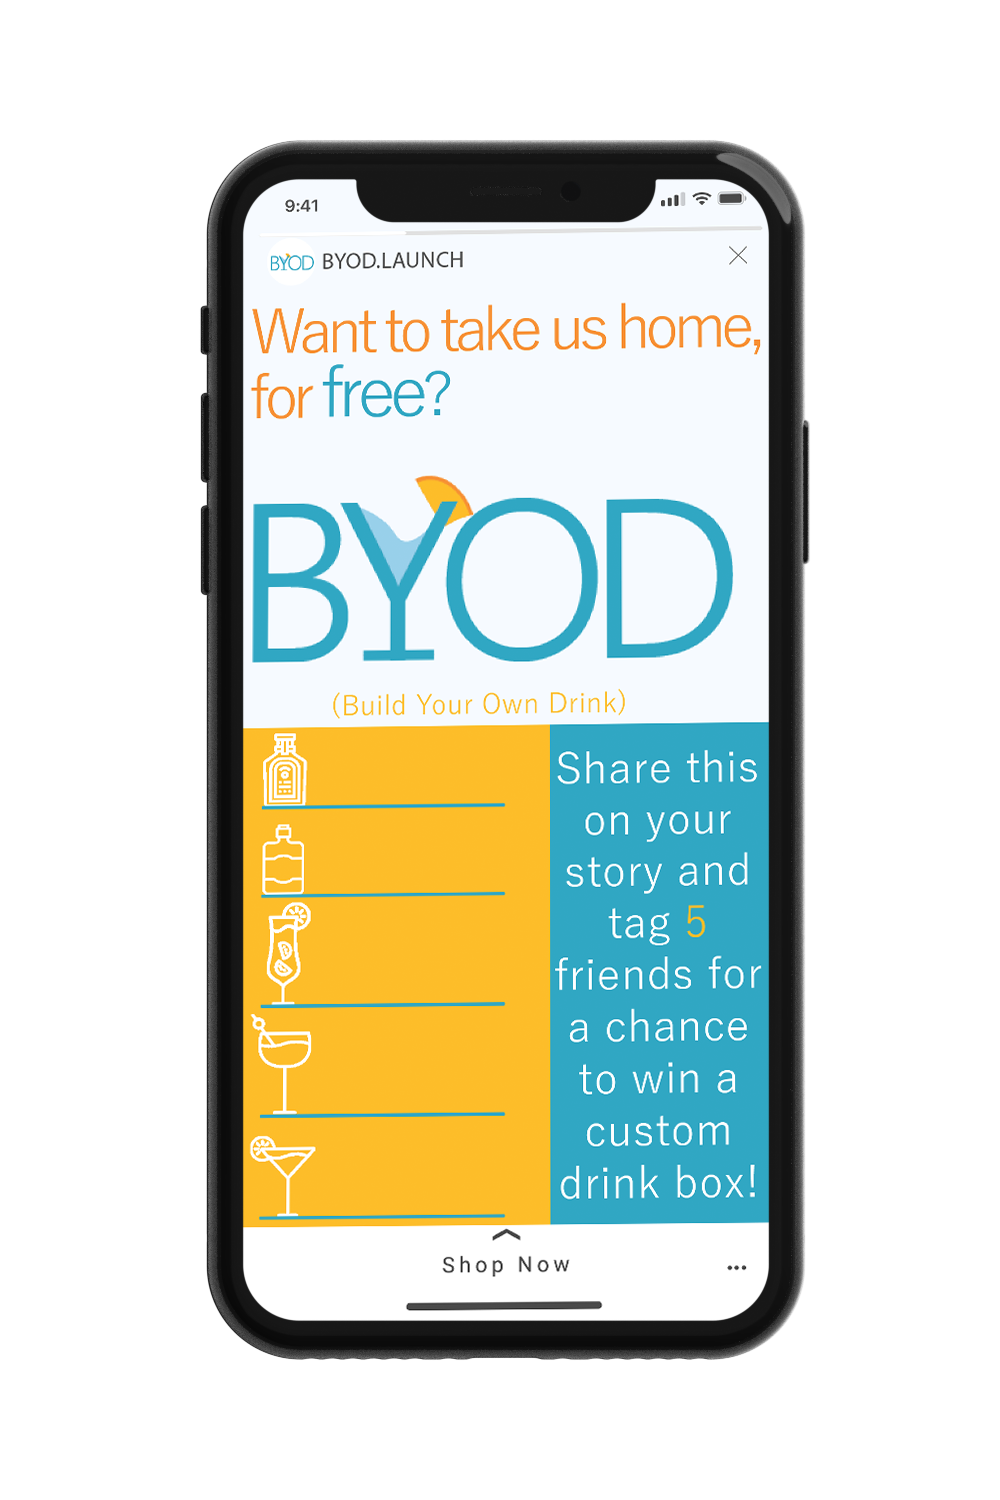 9:41
BYOD BYOD.LAUNCH
Want to take us home,
for free?
BYOD
(Build Your Own Drink)
Share this
on your
story and
tag 5
friends for
a chance
to win a
custom
drink box!
Shop Now